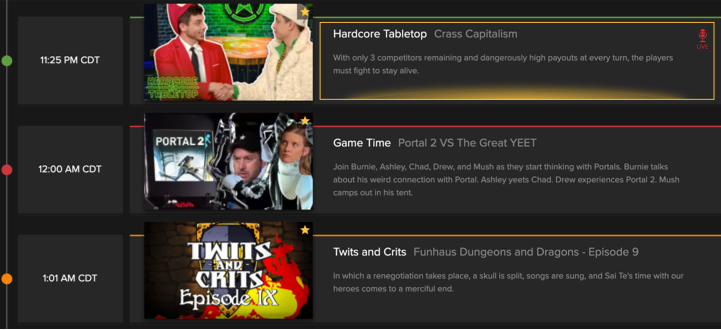 11:25 PM CDT
HARDCORE
TABLETOP
Hardcore Tabletop Crass Capitalism
LIVE
With only 3 competitors remaining and dangerously high payouts at every turn, the players
must fight to stay alive.
12:00 AM CDT
PORTAL 2
Game Time Portal 2 VS The Great YEET
Join Burnie, Ashley, Chad, Drew, and Mush as they start thinking with Portals. Burnie talks
about his weird connection with Portal. Ashley yeets Chad. Drew experiences Portal 2. Mush
camps out in his tent.
1:01 AM CDT
TWITS
AND
CRITS
Episode IX
Twits and Crits Funhaus Dungeons and Dragons - Episode 9
In which a renegotiation takes place, a skull is split, songs are sung, and Sai Te's time with our
heroes comes to a merciful end.